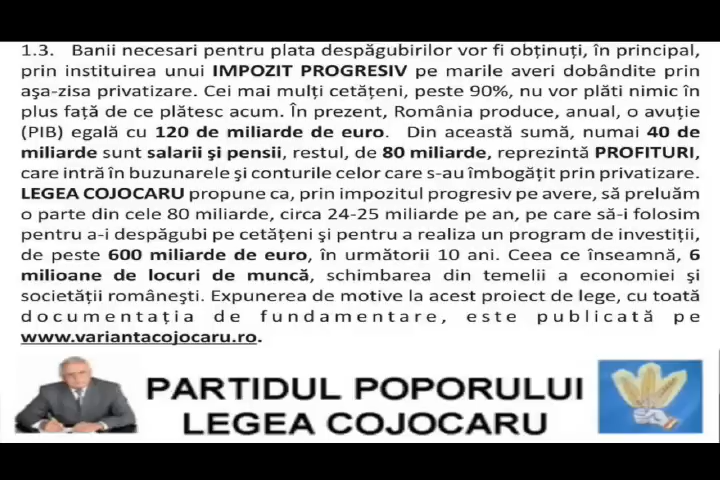 1.3. Banii necesari pentru plata despăgubirilor vor fi obținuți, în principal,
prin instituirea unui IMPOZIT PROGRESIV pe marile averi dobândite prin
așa-zisa privatizare. Cei mai mulți cetățeni, peste 90%, nu vor plăti nimic în
plus față de ce plătesc acum. În prezent, România produce, anual, o avuție
(PIB) egală cu 120 de miliarde de euro. Din această sumă, numai 40 de
miliarde sunt salarii și pensii, restul, de 80 miliarde, reprezintă PROFITURI,
care intră în buzunarele și conturile celor care s-au îmbogățit prin privatizare.
LEGEA COJOCARU propune ca, prin impozitul progresiv pe avere, să preluăm
o parte din cele 80 miliarde, circa 24-25 miliarde pe an, pe care să-i folosim
pentru a-i despăgubi pe cetățeni și pentru a realiza un program de investiții,
de peste 600 miliarde de euro, în următorii 10 ani. Ceea ce înseamnă, 6
milioane de locuri de muncă, schimbarea din temelii a economiei și
societății românești. Expunerea de motive la acest proiect de lege, cu toată
documentația de fundamentare, este publicată pe
www.variantacojocaru.ro.
PARTIDUL POPORULUI
LEGEA COJOCARU